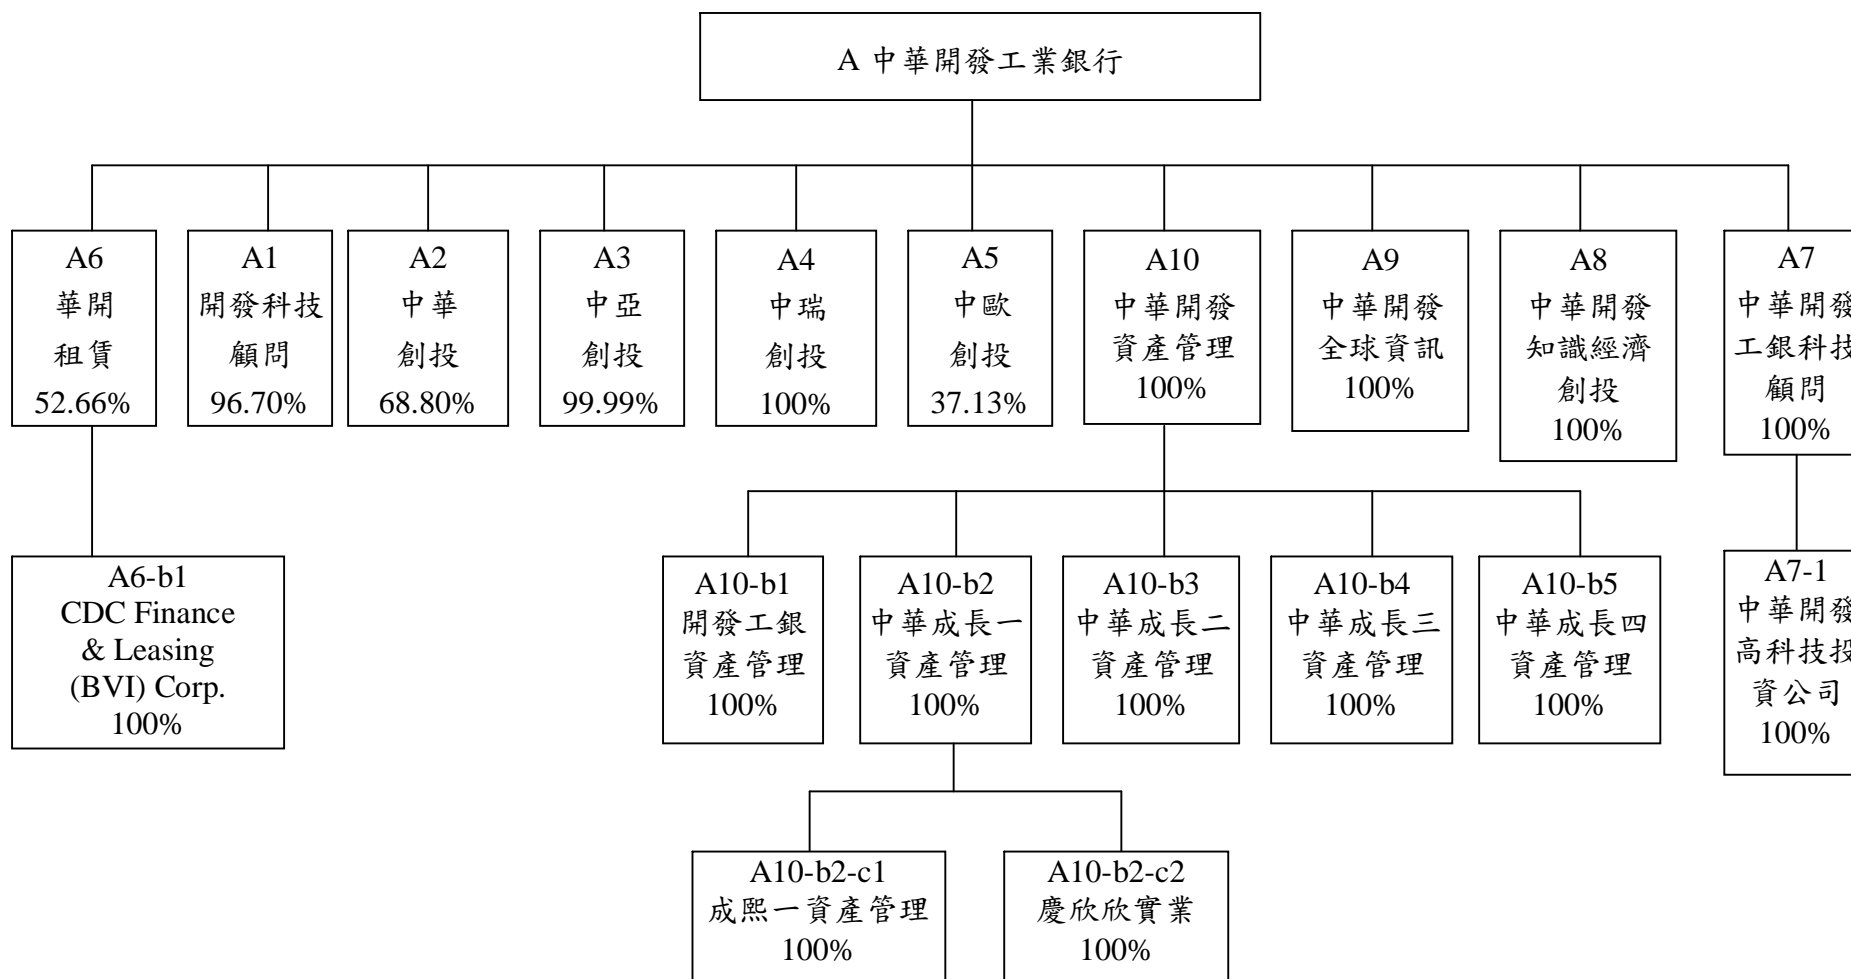 A 中華開發工業銀行
A6
華開
租賃
52.66%
A1
開發科技
顧問
96.70%
A2
中華
創投
68.80%
A3
中亞
創投
99.99%
A4
中瑞
創投
100%
A5
中歐
創投
37.13%
A10
中華開發
資產管理
100%
A9
中華開發
全球資訊
100%
A8
中華開發
知識經濟
創投
100%
A7
中華開發
工銀科技
顧問
100%
A6-b1
CDC Finance
& Leasing
(BVI) Corp.
100%
A10-b1
開發工銀
資產管理
100%
A10-b2
中華成長一
資產管理
100%
A10-b3
中華成長二
資產管理
100%
A10-b4
中華成長三
資產管理
100%
A10-b5
中華成長四
資產管理
100%
A7-1
中華開發
高科技投
資公司
100%
A10-b2-c1
成熙一資產管理
100%
A10-b2-c2
慶欣欣實業
100%